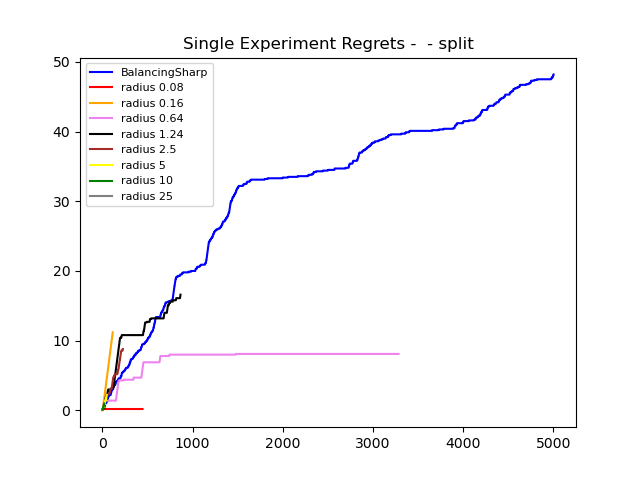 Single Experiment Regrets -  - split
50
40
30
20
10
0
BalancingSharp
radius 0.08
radius 0.16
radius 0.64
radius 1.24
radius 2.5
radius 5
radius 10
radius 25
0 1000 2000 3000 4000 5000